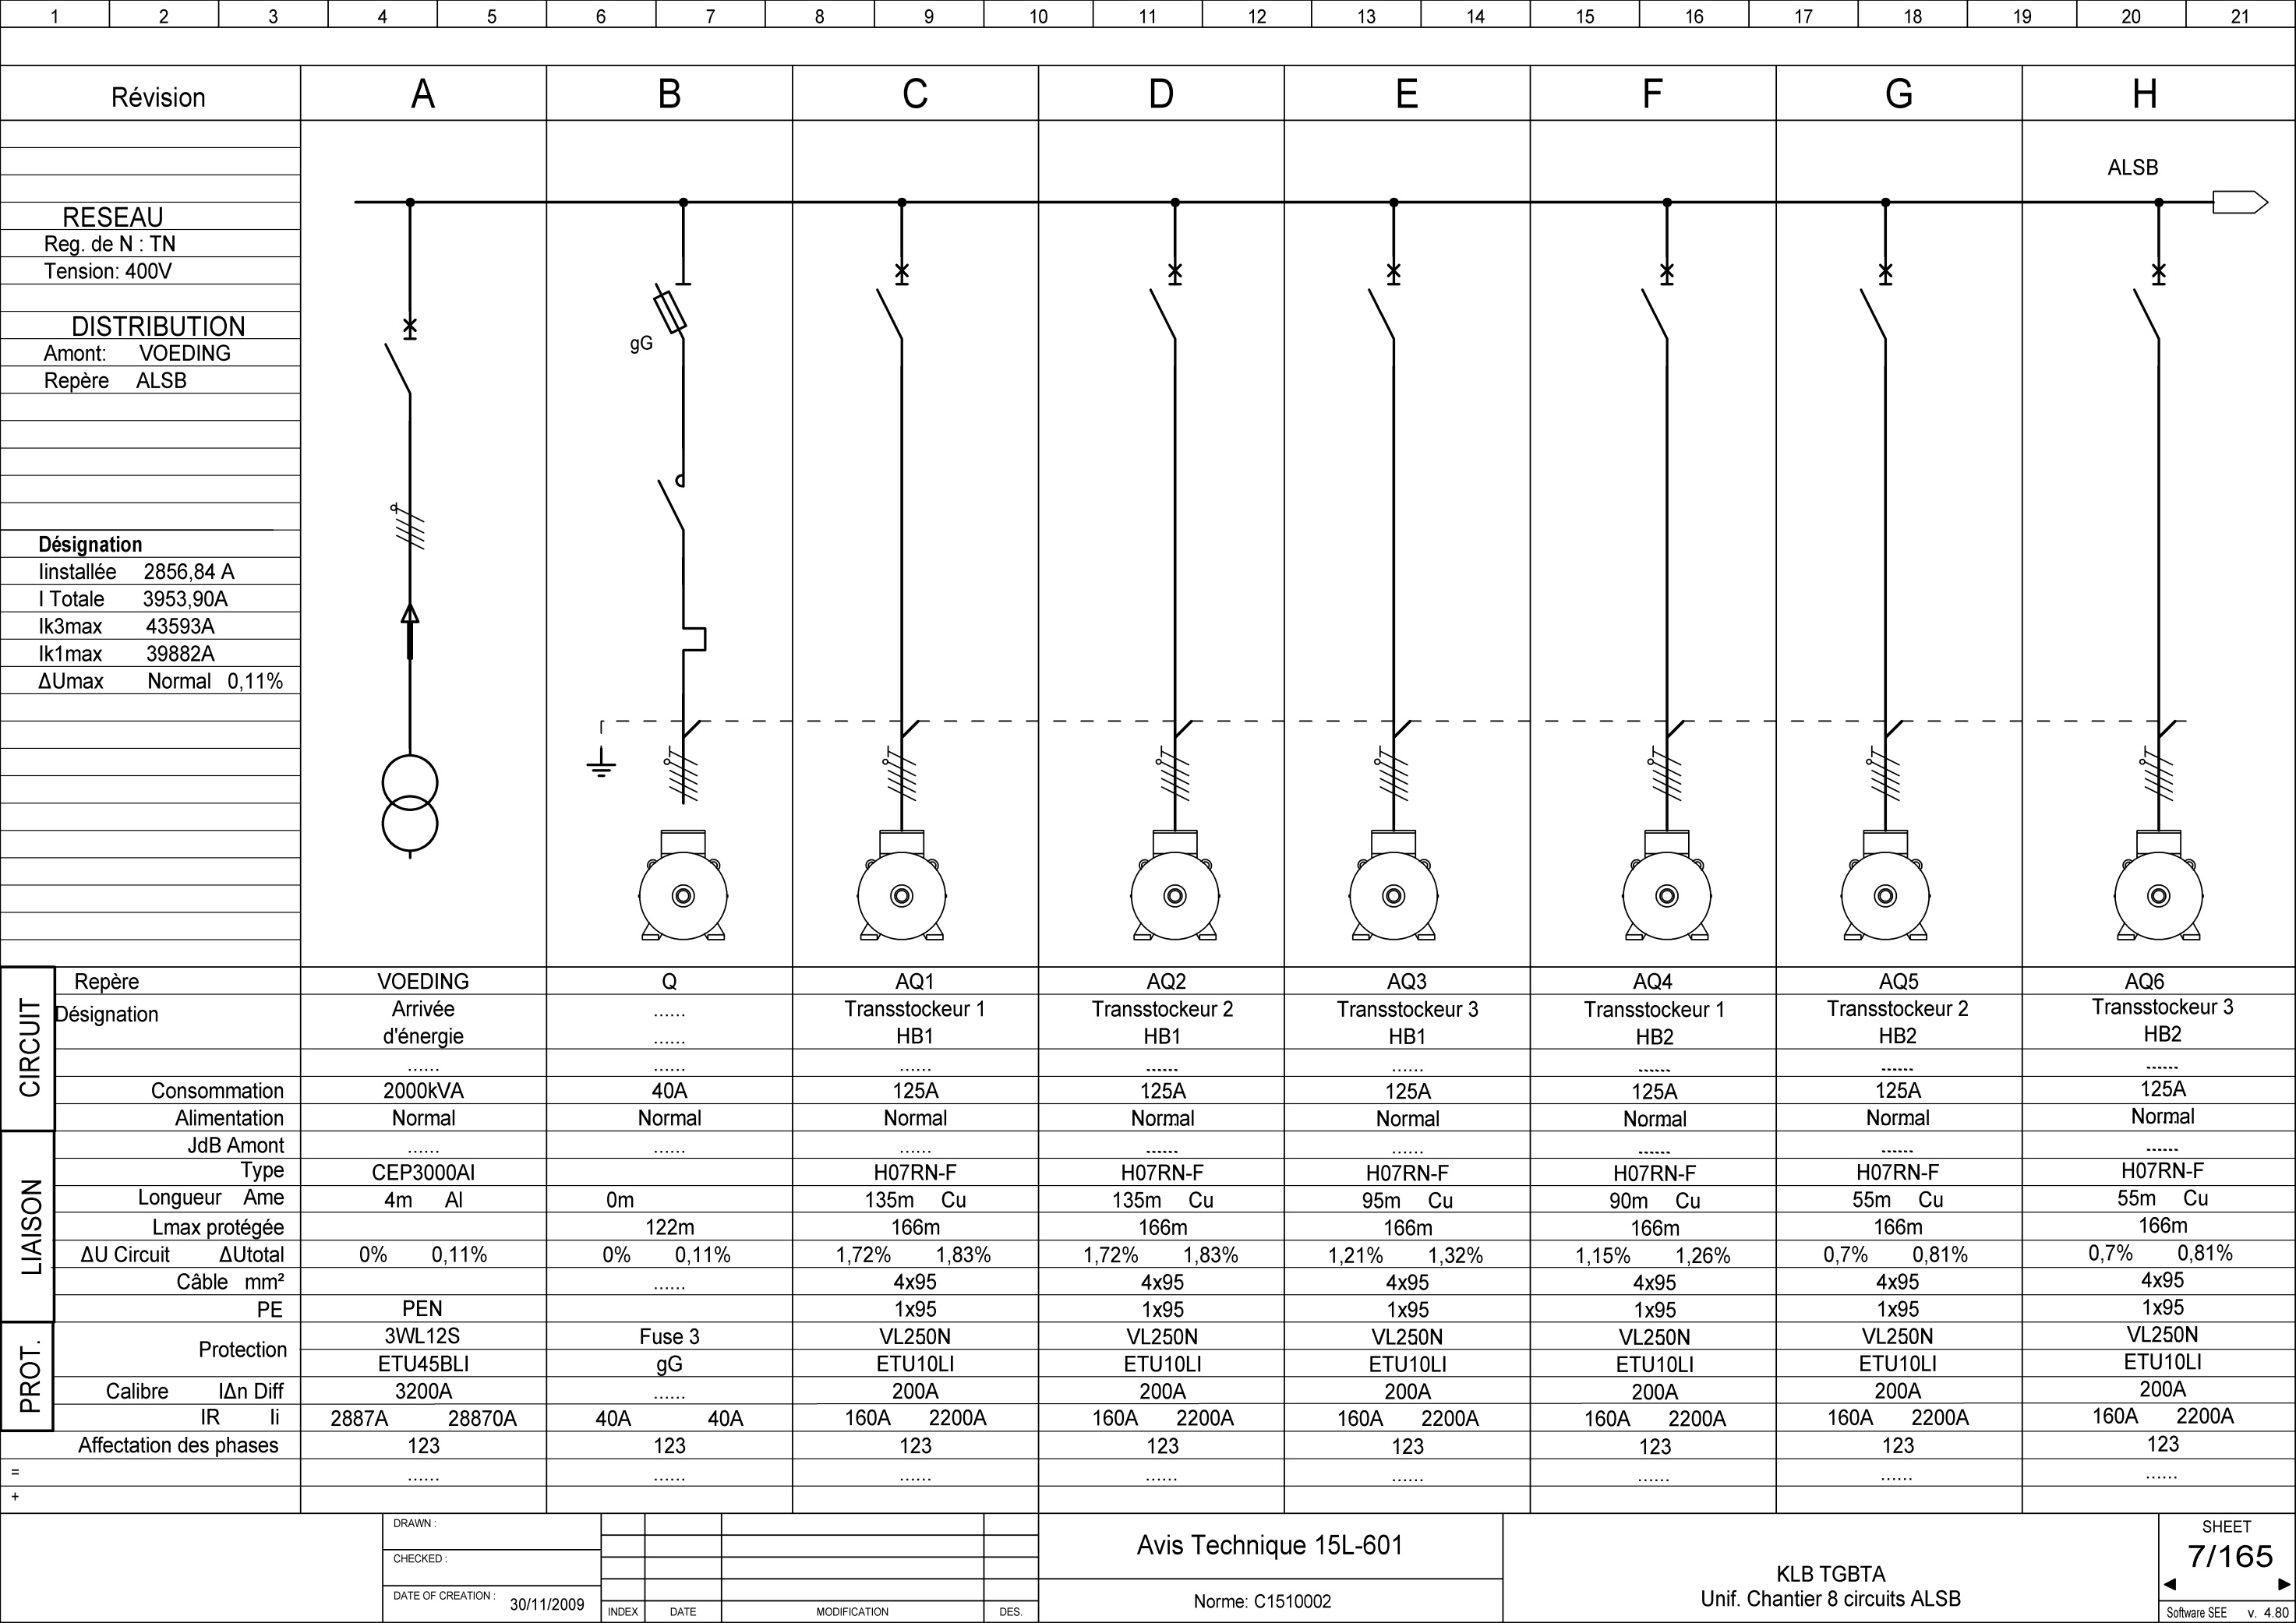 1 2 3 4 5 6 7 8 9 10 11 12 13 14 15 16 17 18 19 20 21
Révision A B C D E F G H
ALSB
RESEAU
Reg. de N : TN
Tension: 400V
DISTRIBUTION
Amont: VOEDING
gG
Repère ALSB
Désignation
Iinstallée 2856,84 A
I Totale 3953,90A
Ik3max 43593A
Ik1max 39882A
ΔUmax Normal 0,11%
CIRCUIT
Repère VOEDING Q AQ1 AQ2 AQ3 AQ4 AQ5 AQ6
Désignation Arrivée ...... Transstockeur 1 Transstockeur 2 Transstockeur 3 Transstockeur 1 Transstockeur 2 Transstockeur 3
d'énergie ...... HB1 HB1 HB1 HB2 HB2 HB2
...... ...... ...... ...... ...... ...... ...... ......
Consommation 2000kVA 40A 125A 125A 125A 125A 125A 125A
Alimentation Normal Normal Normal Normal Normal Normal Normal Normal
LIAISON
JdB Amont ...... ...... ...... ...... ...... ...... ...... ......
Type CEP3000Al H07RN-F H07RN-F H07RN-F H07RN-F H07RN-F H07RN-F
Longueur Ame 4m Al 0m 135m Cu 135m Cu 95m Cu 90m Cu 55m Cu 55m Cu
Lmax protégée 122m 166m 166m 166m 166m 166m 166m
ΔU Circuit ΔUtotal 0% 0,11% 0% 0,11% 1,72% 1,83% 1,72% 1,83% 1,21% 1,32% 1,15% 1,26% 0,7% 0,81% 0,7% 0,81%
Câble mm² ...... 4x95 4x95 4x95 4x95 4x95 4x95
PE PEN 1x95 1x95 1x95 1x95 1x95 1x95
PROT.
Protection 3WL12S Fuse 3 VL250N VL250N VL250N VL250N VL250N VL250N
ETU45BLI gG ETU10LI ETU10LI ETU10LI ETU10LI ETU10LI ETU10LI
Calibre IΔn Diff 3200A ...... 200A 200A 200A 200A 200A 200A
IR Ii 2887A 28870A 40A 40A 160A 2200A 160A 2200A 160A 2200A 160A 2200A 160A 2200A 160A 2200A
Affectation des phases 123 123 123 123 123 123 123 123
= ...... ...... ...... ...... ...... ...... ...... ......
+
DRAWN :
CHECKED :
DATE OF CREATION : 30/11/2009
INDEX DATE MODIFICATION DES.
Avis Technique 15L-601
Norme: C1510002
KLB TGBTA
Unif. Chantier 8 circuits ALSB
SHEET
7/165
Software SEE v. 4.80